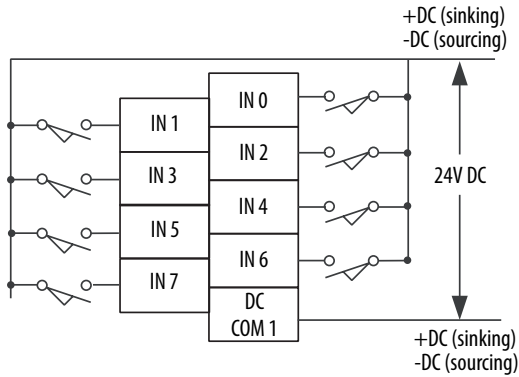 +DC (sinking)
-DC (sourcing)
IN 0
IN 1
IN 2
IN 3
24V DC
IN 4
IN 5
IN 6
IN 7
DC
COM 1
+DC (sinking)
-DC (sourcing)